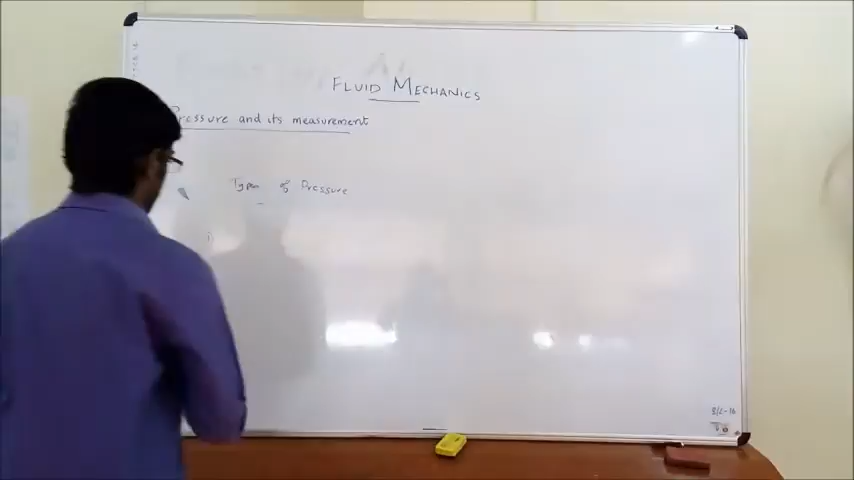 FLUID MECHANICS
Pressure and its measurement
Types of Pressure
i)